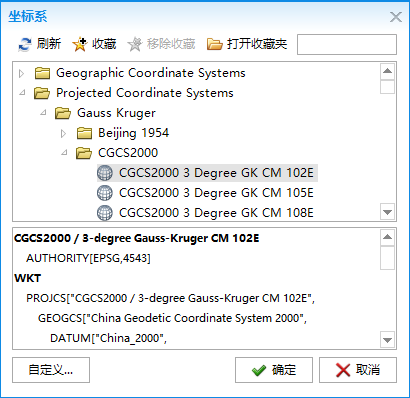 坐标系
刷新 收藏 移除收藏 打开收藏夹
Geographic Coordinate Systems
Projected Coordinate Systems
Gauss Kruger
Beijing 1954
CGCS2000
CGCS2000 3 Degree GK CM 102E
CGCS2000 3 Degree GK CM 105E
CGCS2000 3 Degree GK CM 108E
CGCS2000 / 3-degree Gauss-Kruger CM 102E
AUTHORITY[EPSG,4543]
WKT
PROJCS["CGCS2000 / 3-degree Gauss-Kruger CM 102E",
GEOGCS["China Geodetic Coordinate System 2000",
DATUM["China_2000",
自定义... 确定 取消